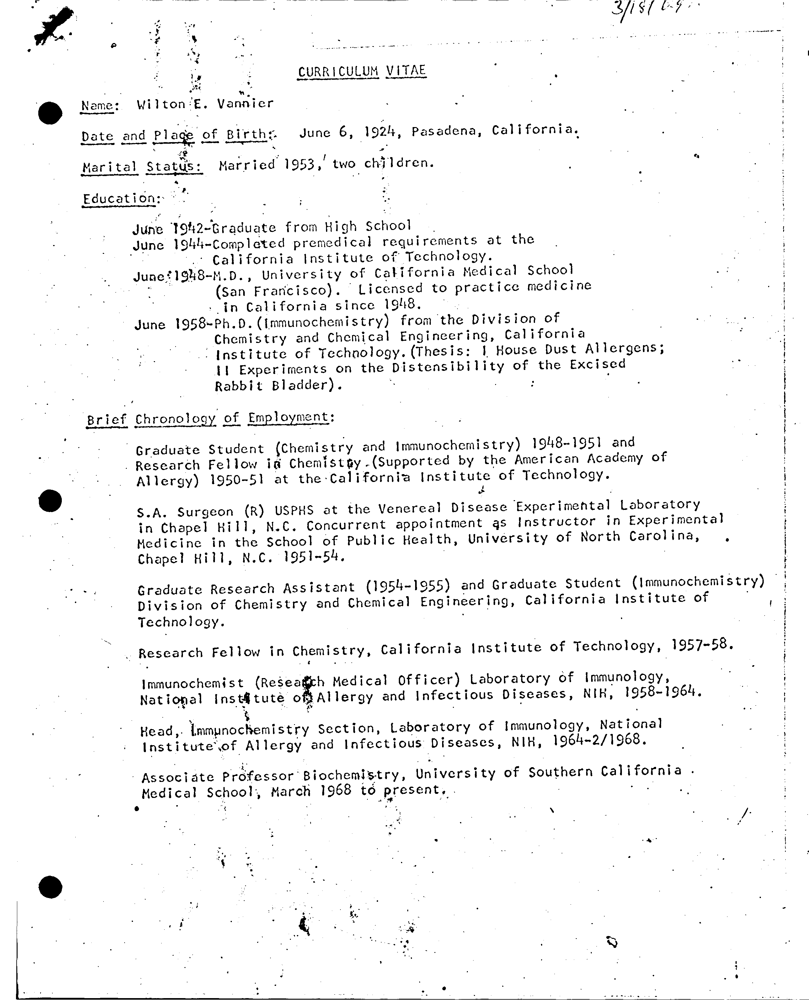 3/18/69
CURRICULUM VITAE
Name: Wilton E. Vannier
Date and Place of Birth: June 6, 1924, Pasadena, California.
Marital Status: Married 1953, two children.
Education:
June 1942-Graduate from High School
June 1944-Completed premedical requirements at the
California Institute of Technology.
June 1948-M.D., University of California Medical School
(San Francisco). Licensed to practice medicine
in California since 1948.
June 1958-Ph.D. (Immunochemistry) from the Division of
Chemistry and Chemical Engineering, California
Institute of Technology. (Thesis: I House Dust Allergens;
II Experiments on the Distensibility of the Excised
Rabbit Bladder).
Brief Chronology of Employment:
Graduate Student (Chemistry and Immunochemistry) 1948-1951 and
Research Fellow in Chemistry. (Supported by the American Academy of
Allergy) 1950-51 at the California Institute of Technology.
S.A. Surgeon (R) USPHS at the Venereal Disease Experimental Laboratory
in Chapel Hill, N.C. Concurrent appointment as Instructor in Experimental
Medicine in the School of Public Health, University of North Carolina,
Chapel Hill, N.C. 1951-54.
Graduate Research Assistant (1954-1955) and Graduate Student (Immunochemistry)
Division of Chemistry and Chemical Engineering, California Institute of
Technology.
Research Fellow in Chemistry, California Institute of Technology, 1957-58.
Immunochemist (Research Medical Officer) Laboratory of Immunology,
National Institute of Allergy and Infectious Diseases, NIH, 1958-1964.
Head, Immunochemistry Section, Laboratory of Immunology, National
Institute of Allergy and Infectious Diseases, NIH, 1964-2/1968.
Associate Professor Biochemistry, University of Southern California
Medical School, March 1968 to present.